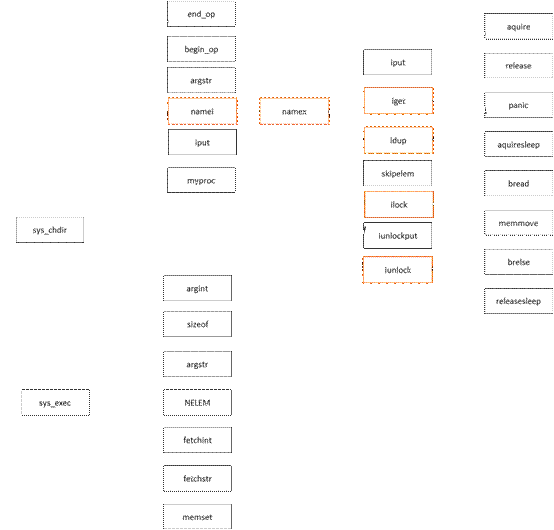 end_op
begin_op
argstr
namei
iput
myproc
namex
iput
iget
idup
skipelem
ilock
iunlockput
iunlock
aquire
release
panic
aquiresleep
bread
memmove
brelse
releasesleep
sys_chdir
sys_exec
argint
sizeof
argstr
NELEM
fetchint
fetchstr
memset